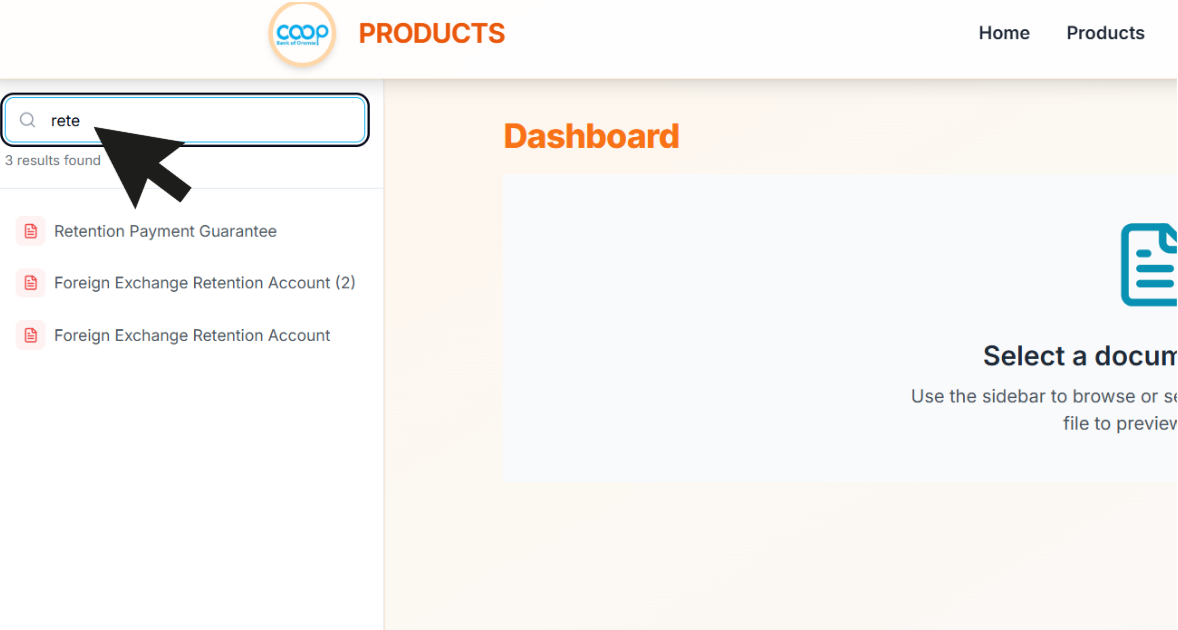 coop
Bank of Oromia
PRODUCTS
Home
Products
rete
3 results found
Retention Payment Guarantee
Foreign Exchange Retention Account (2)
Foreign Exchange Retention Account
Dashboard
Select a docum
Use the sidebar to browse or se
file to preview